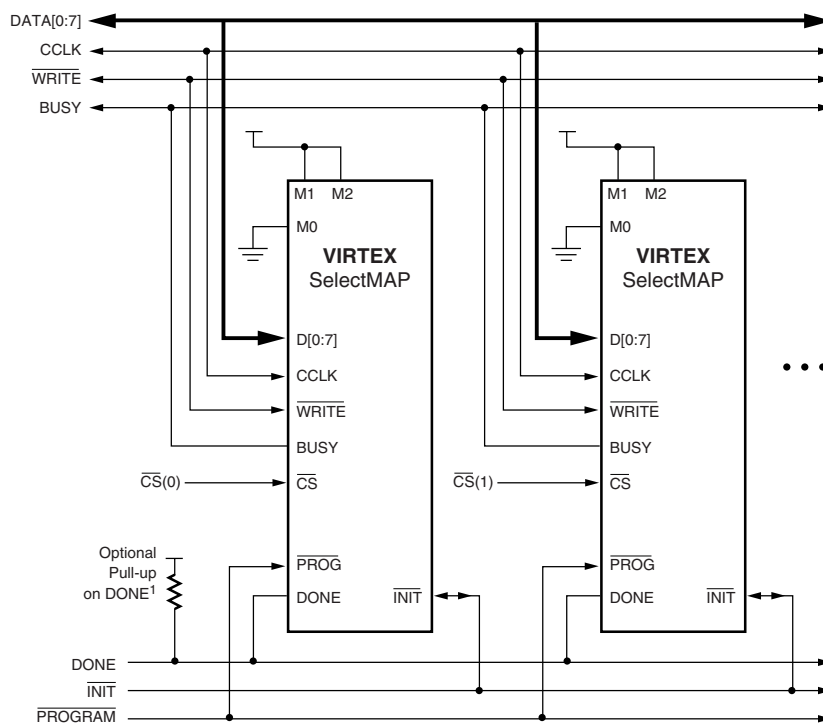 DATA[0:7]
CCLK
WRITE
BUSY
M1 M2
M0
VIRTEX
SelectMAP
D[0:7]
CCLK
WRITE
BUSY
CS(0)
CS
PROG
DONE
INIT
M1 M2
M0
VIRTEX
SelectMAP
D[0:7]
CCLK
WRITE
BUSY
CS(1)
CS
PROG
DONE
INIT
Optional
Pull-up
on DONE¹
DONE
INIT
PROGRAM